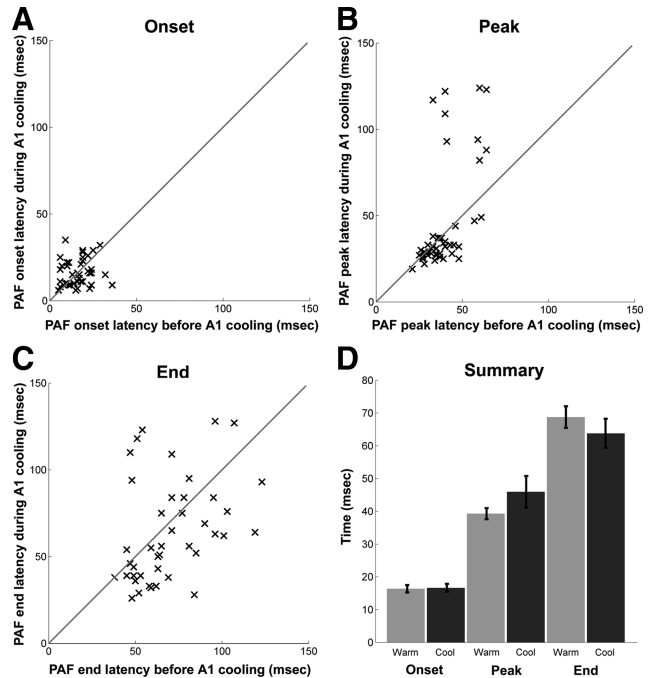 A
Onset
PAF onset latency during A1 cooling (msec)
150
100
50
0
0
50
100
150
PAF onset latency before A1 cooling (msec)
B
Peak
PAF peak latency during A1 cooling (msec)
150
100
50
0
0
50
100
150
PAF peak latency before A1 cooling (msec)
C
End
PAF end latency during A1 cooling (msec)
150
100
50
0
0
50
100
150
PAF end latency before A1 cooling (msec)
D
Summary
Time (msec)
80
70
60
50
40
30
20
10
0
Warm Cool Warm Cool Warm Cool
Onset Peak End